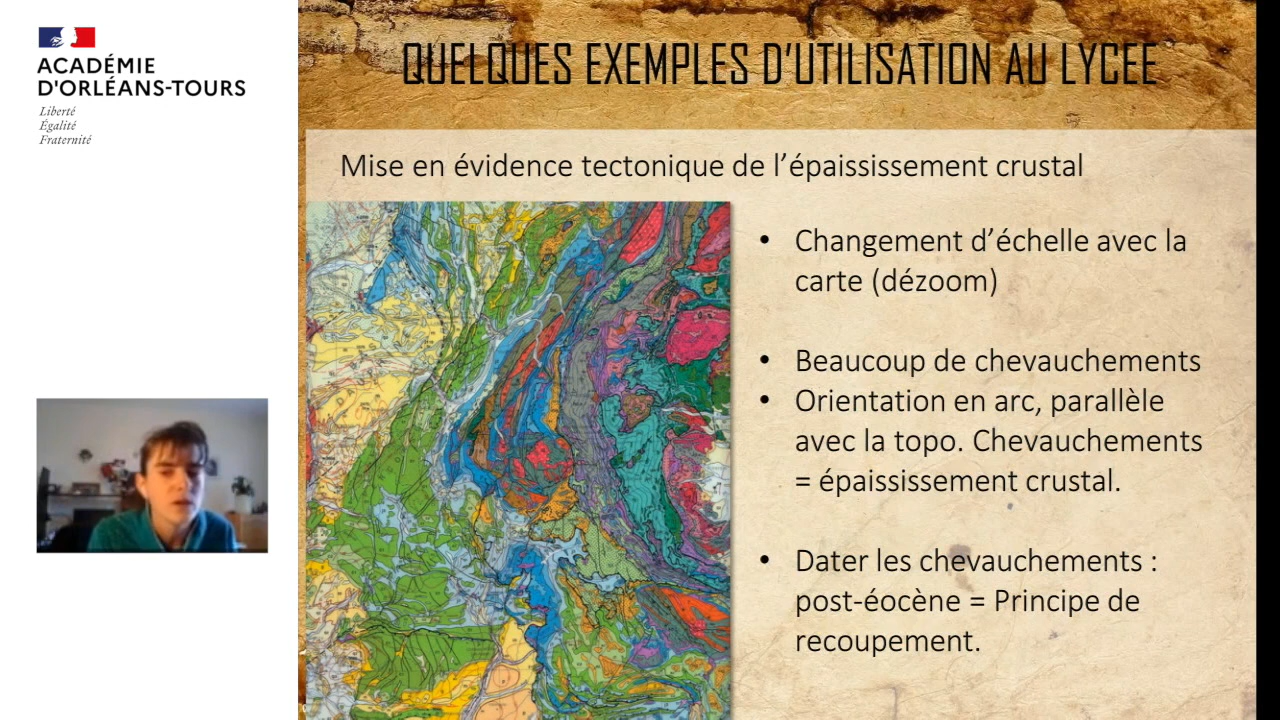 ACADÉMIE
D'ORLÉANS-TOURS
Liberté
Égalité
Fraternité
QUELQUES EXEMPLES D'UTILISATION AU LYCEE
Mise en évidence tectonique de l'épaississement crustal
• Changement d'échelle avec la
carte (dézoom)
• Beaucoup de chevauchements
• Orientation en arc, parallèle
avec la topo. Chevauchements
= épaississement crustal.
• Dater les chevauchements :
post-éocène = Principe de
recoupement.